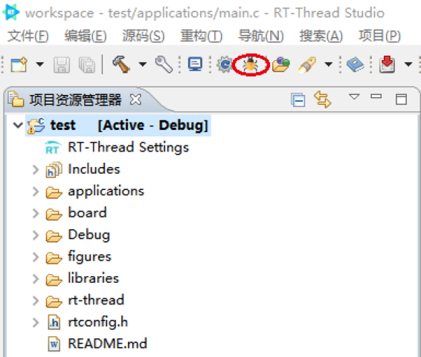 workspace - test/applications/main.c - RT-Thread Studio
文件(F) 编辑(E) 源码(S) 重构(T) 导航(N) 搜索(A) 项目(P)
项目资源管理器
test [Active - Debug]
RT-Thread Settings
Includes
applications
board
Debug
figures
libraries
rt-thread
rtconfig.h
README.md